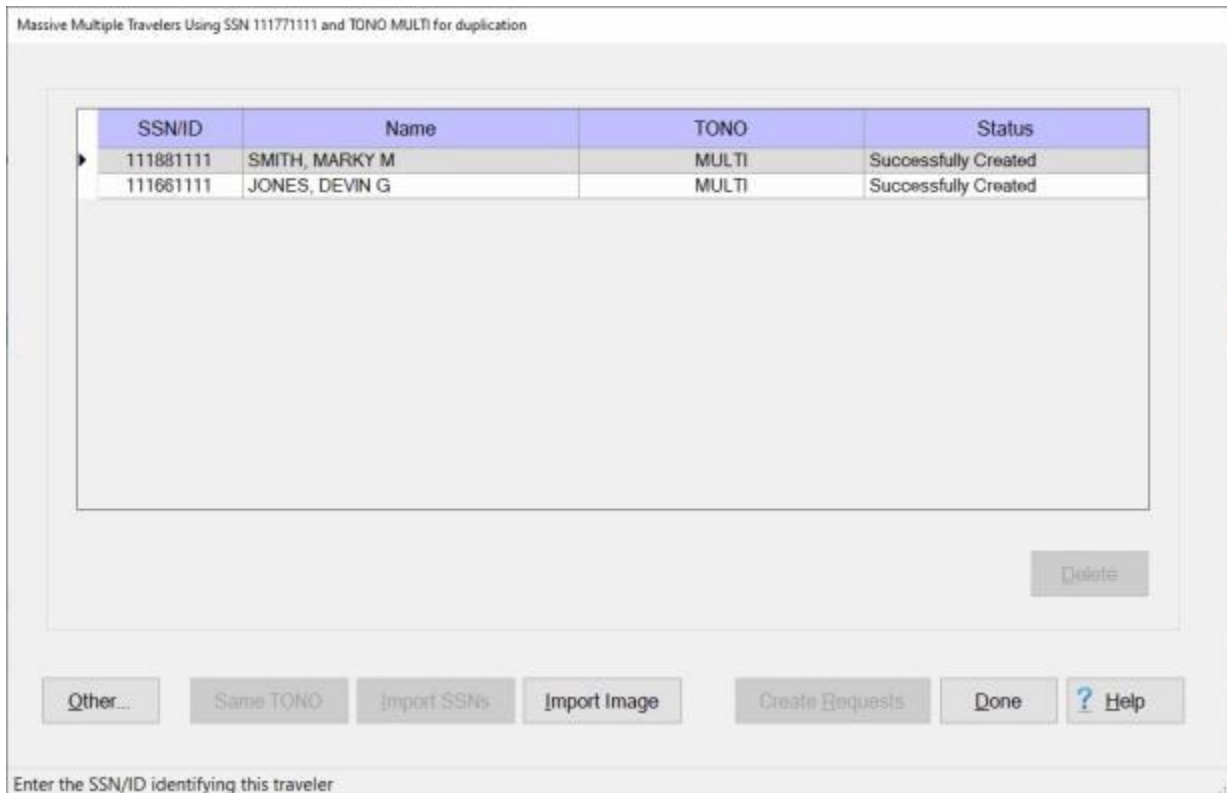 Massive Multiple Travelers Using SSN 111771111 and TONO MULTI for duplication
SSN/ID Name TONO Status
111881111 SMITH, MARKY M MULTI Successfully Created
111661111 JONES, DEVIN G MULTI Successfully Created
Delete
Other... Same TONO Import SSNs Import Image Create Requests Done ? Help
Enter the SSN/ID identifying this traveler